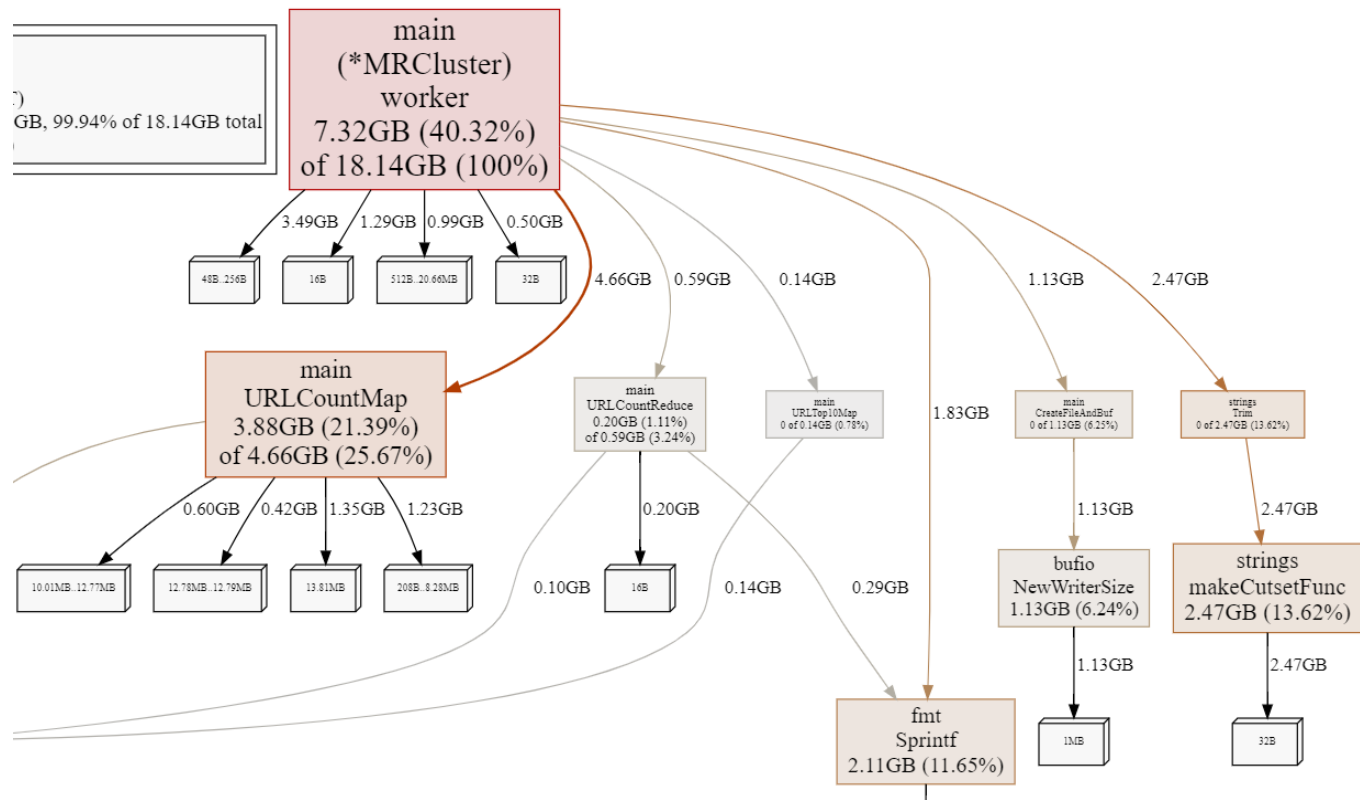 main
(*MRCluster)
worker
7.32GB (40.32%)
of 18.14GB (100%)
)
GB, 99.94% of 18.14GB total
3.49GB
1.29GB
0.99GB
0.50GB
48B..256B
16B
512B..20.66MB
32B
4.66GB
0.59GB
0.14GB
1.13GB
2.47GB
main
URLCountMap
3.88GB (21.39%)
of 4.66GB (25.67%)
main
URLCountReduce
0.20GB (1.11%)
of 0.59GB (3.24%)
main
URLTop10Map
0 of 0.14GB (0.78%)
1.83GB
main
CreateFileAndBuf
0 of 1.13GB (6.25%)
strings
Trim
0 of 2.47GB (13.62%)
0.60GB
0.42GB
1.35GB
1.23GB
0.20GB
1.13GB
2.47GB
10.01MB..12.77MB
12.78MB..12.79MB
13.81MB
208B..8.28MB
0.10GB
16B
0.14GB
0.29GB
bufio
NewWriterSize
1.13GB (6.24%)
strings
makeCutsetFunc
2.47GB (13.62%)
1.13GB
2.47GB
fmt
Sprintf
2.11GB (11.65%)
1MB
32B